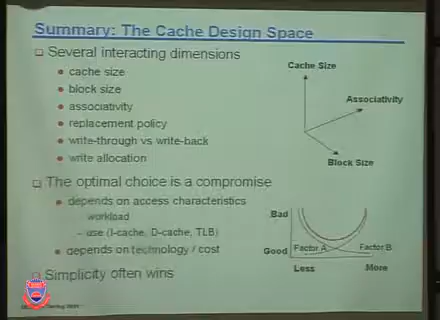 Summary: The Cache Design Space
Several interacting dimensions
cache size
block size
associativity
replacement policy
write-through vs write-back
write allocation
The optimal choice is a compromise
depends on access characteristics
workload
– use (I-cache, D-cache, TLB)
depends on technology / cost
Simplicity often wins
Cache Size
Associativity
Block Size
Bad
Good
Factor A
Factor B
Less
More